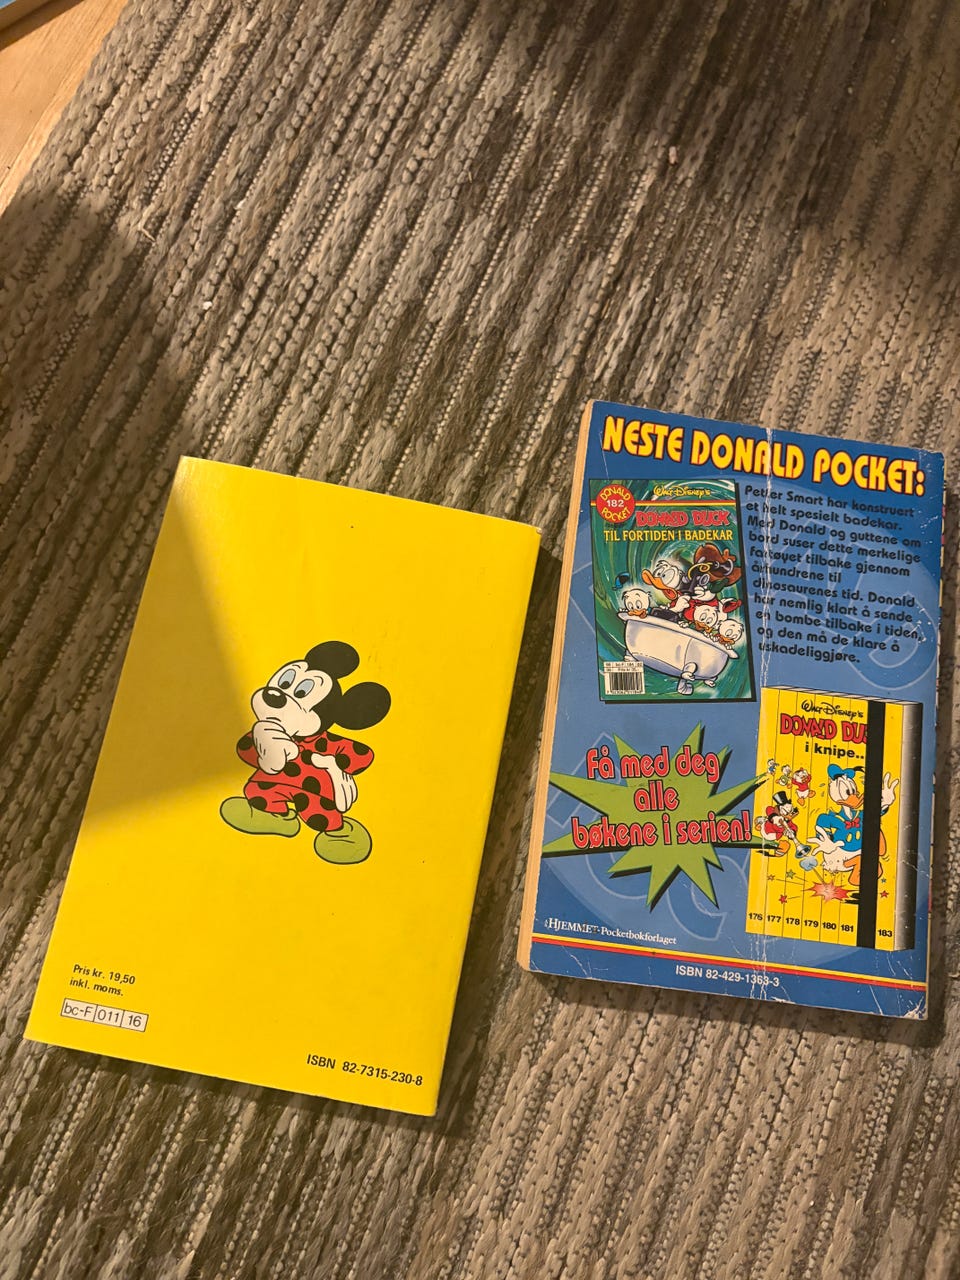 Pris kr. 19,50
inkl. moms.
bc-F 011 16
ISBN 82-7315-230-8
NESTE DONALD POCKET:
DONALD
182
POCKET
WALT DISNEY'S
DONALD DUCK
TIL FORTIDEN I BADEKAR
Petter Smart har konstruert
et helt spesielt badekar.
Med Donald og guttene om
bord suser dette merkelige
fartøyet tilbake gjennom
århundrene til
dinosaurenes tid. Donald
har nemlig klart å sende
en bombe tilbake i tiden,
og den må de klare å
uskadeliggjøre.
Få med deg
alle
bøkene i serien!
WALT DISNEY'S
DONALD DU
i knipe..
176 177 178 179 180 181 183
HJEMMET-Pocketbokforlaget
ISBN 82-429-1363-3